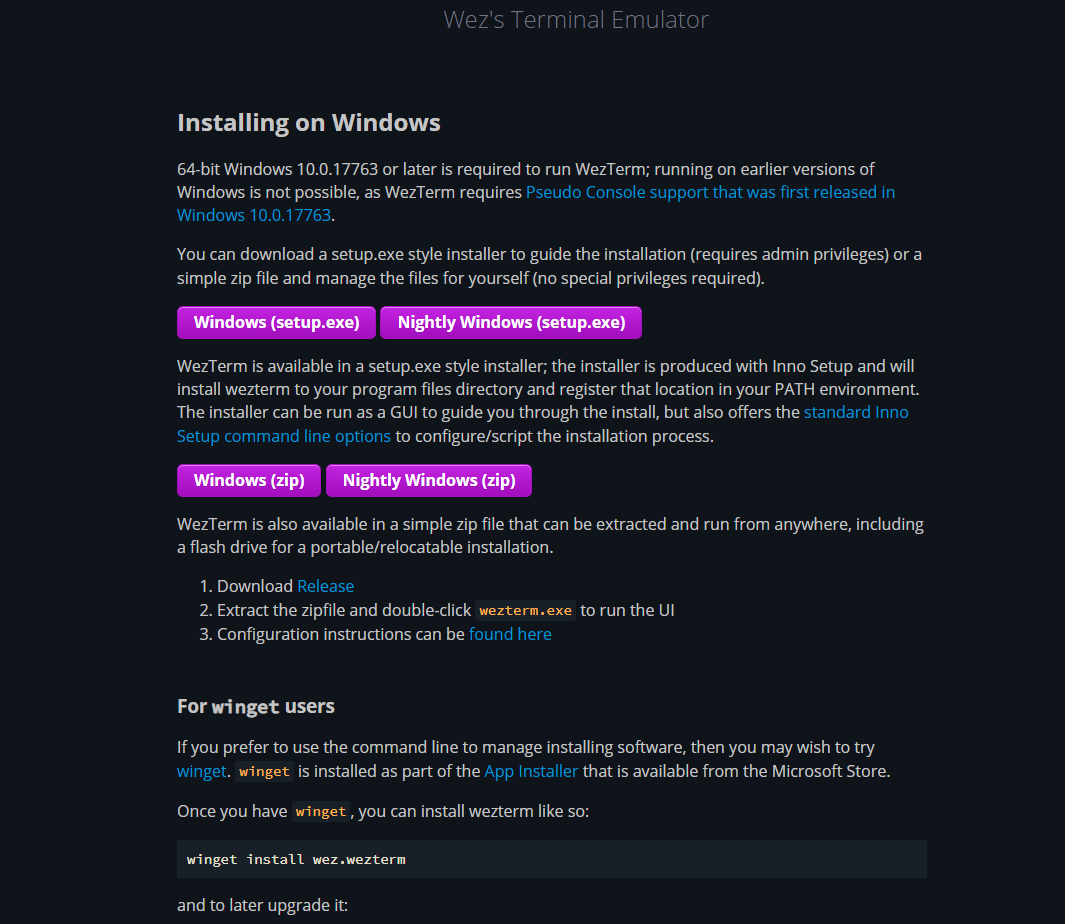 Wez's Terminal Emulator
Installing on Windows
64-bit Windows 10.0.17763 or later is required to run WezTerm; running on earlier versions of
Windows is not possible, as WezTerm requires Pseudo Console support that was first released in
Windows 10.0.17763.
You can download a setup.exe style installer to guide the installation (requires admin privileges) or a
simple zip file and manage the files for yourself (no special privileges required).
Windows (setup.exe) Nightly Windows (setup.exe)
WezTerm is available in a setup.exe style installer; the installer is produced with Inno Setup and will
install wezterm to your program files directory and register that location in your PATH environment.
The installer can be run as a GUI to guide you through the install, but also offers the standard Inno
Setup command line options to configure/script the installation process.
Windows (zip) Nightly Windows (zip)
WezTerm is also available in a simple zip file that can be extracted and run from anywhere, including
a flash drive for a portable/relocatable installation.
1. Download Release
2. Extract the zipfile and double-click wezterm.exe to run the UI
3. Configuration instructions can be found here
For winget users
If you prefer to use the command line to manage installing software, then you may wish to try
winget. winget is installed as part of the App Installer that is available from the Microsoft Store.
Once you have winget, you can install wezterm like so:
winget install wez.wezterm
and to later upgrade it: